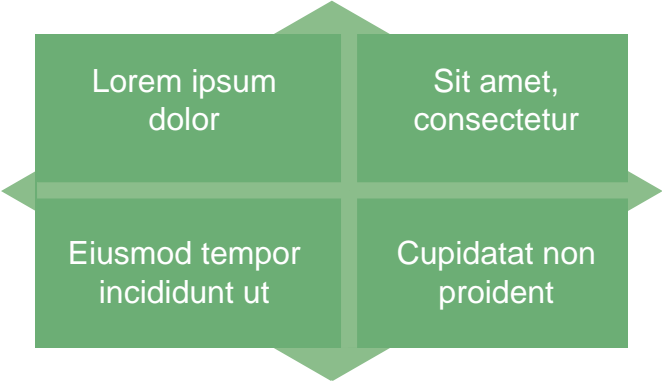 Lorem ipsum
dolor
Sit amet,
consectetur
Eiusmod tempor
incididunt ut
Cupidatat non
proident